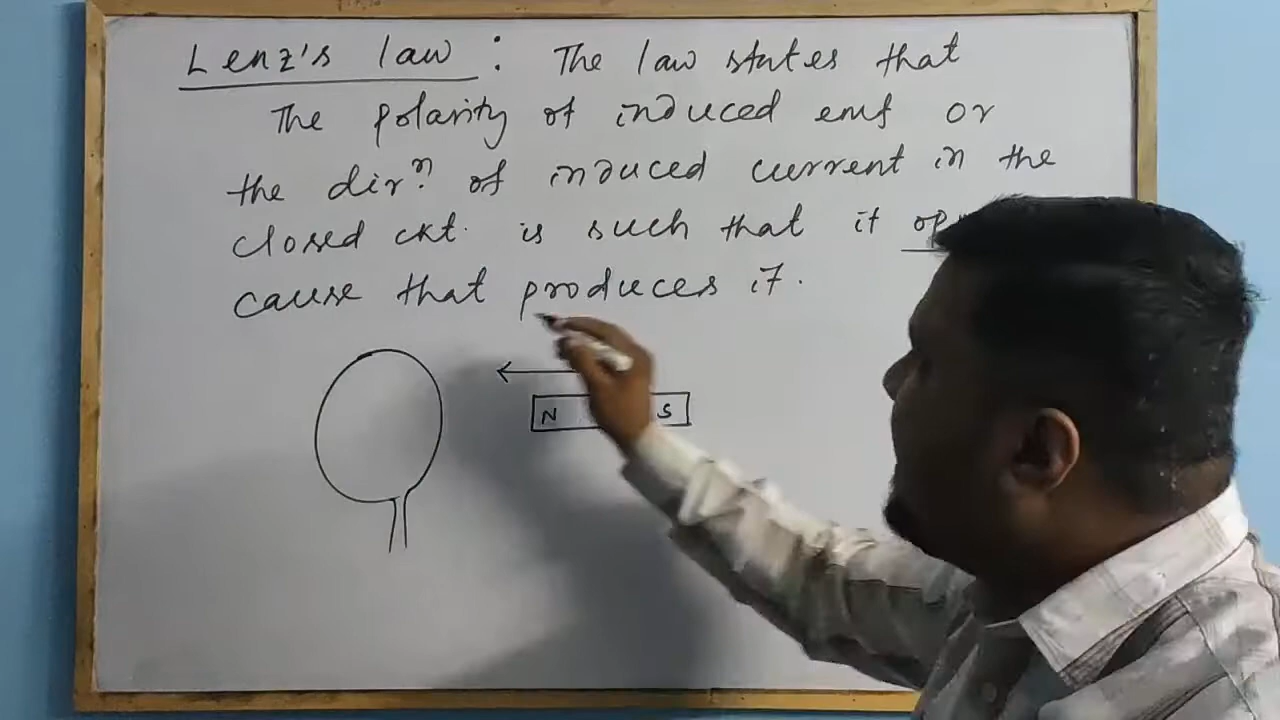 Lenz's law : The law states that
The polarity of induced emf or
the dirⁿ. of induced current in the
closed ckt. is such that it
cause that produces it.
N S